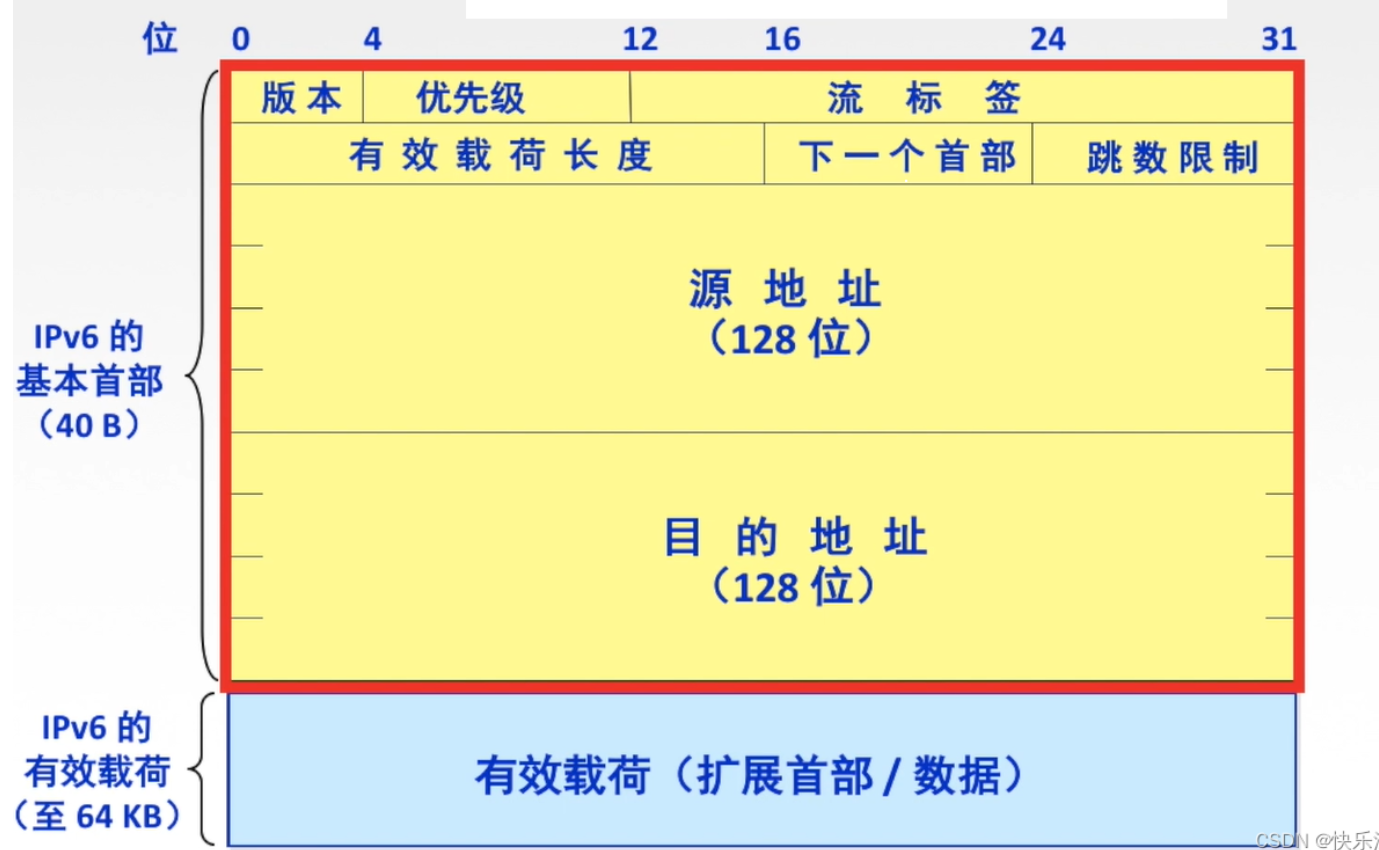 位 0 4 12 16 24 31
版本 优先级 流标签
有效载荷长度 下一个首部 跳数限制
源地址
（128 位）
IPv6 的
基本首部
（40 B）
目的地址
（128 位）
IPv6 的
有效载荷
（至 64 KB）
有效载荷（扩展首部 / 数据）
CSDN @快乐